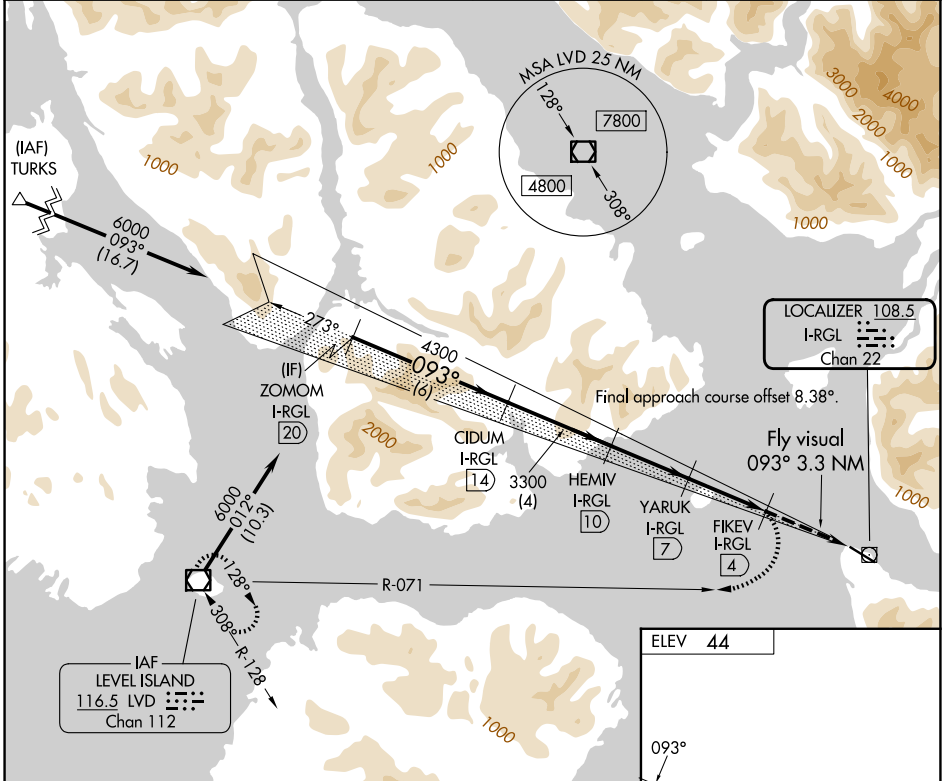 MSA LVD 25 NM
128°
7800
4800
308°
3000
4000
2000
1000
1000
(IAF)
TURKS
1000
1000
6000
093°
(16.7)
LOCALIZER 108.5
I-RGL
Chan 22
273°
4300
093°
(6)
(IF)
ZOMOM
I-RGL
20
Final approach course offset 8.38°.
2000
CIDUM
I-RGL
14
3300
(4)
HEMIV
I-RGL
10
Fly visual
093° 3.3 NM
YARUK
I-RGL
7
FIKEV
I-RGL
4
1000
6000
012°
(10.3)
128°
R-071
308°
R-128
IAF
LEVEL ISLAND
116.5 LVD
Chan 112
1000
ELEV 44
093°